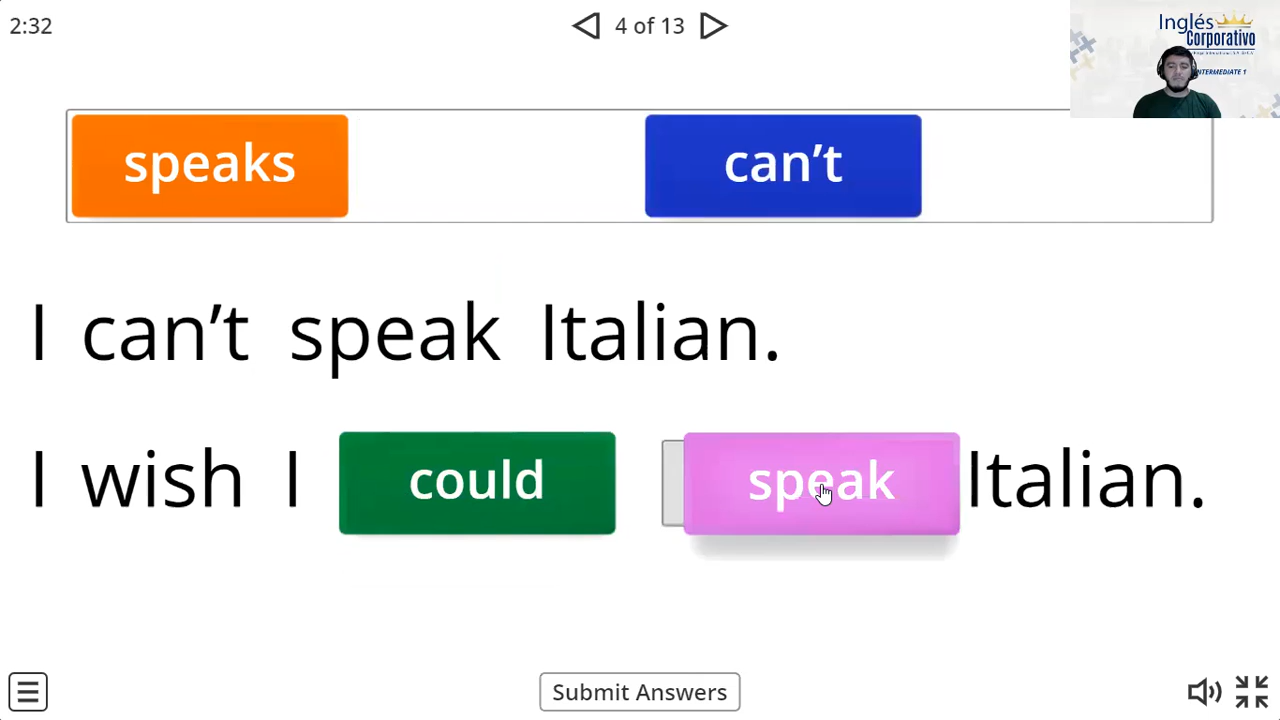 2:32
4 of 13
Inglés
Corporativo
INTERMEDIATE 1
speaks can’t
I can’t speak Italian.
I wish I could speak Italian.
Submit Answers